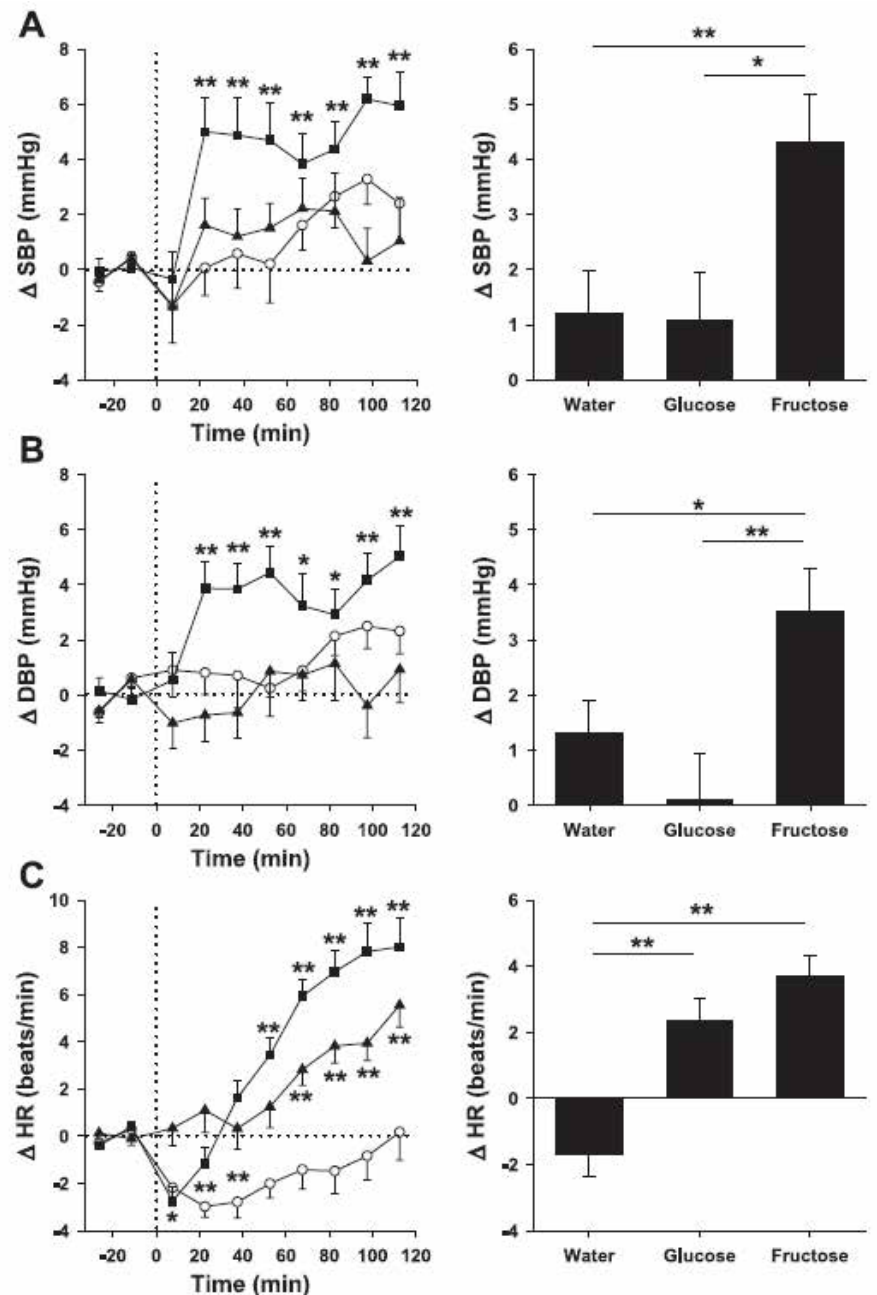 A
Δ SBP (mmHg)
8
6
4
2
0
-2
-4
** ** ** ** ** ** **
-20 0 20 40 60 80 100 120
Time (min)
Δ SBP (mmHg)
6
5
4
3
2
1
0
**
*
Water Glucose Fructose
B
Δ DBP (mmHg)
8
6
4
2
0
-2
-4
** ** ** * * ** **
-20 0 20 40 60 80 100 120
Time (min)
Δ DBP (mmHg)
6
5
4
3
2
1
0
*
**
Water Glucose Fructose
C
Δ HR (beats/min)
10
8
6
4
2
0
-2
-4
** ** ** ** **
** ** ** **
* ** **
-20 0 20 40 60 80 100 120
Time (min)
Δ HR (beats/min)
6
4
2
0
-2
-4
**
**
Water Glucose Fructose